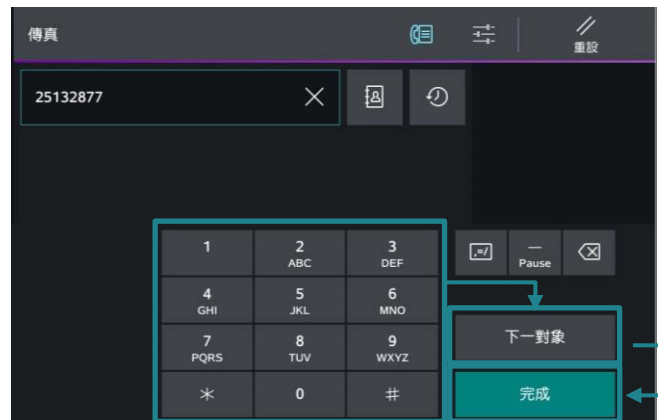 傳真
重設
25132877
1 2 3
ABC DEF
,=/ — Pause
4 5 6
GHI JKL MNO
下一對象
7 8 9
PQRS TUV WXYZ
* 0 #
完成